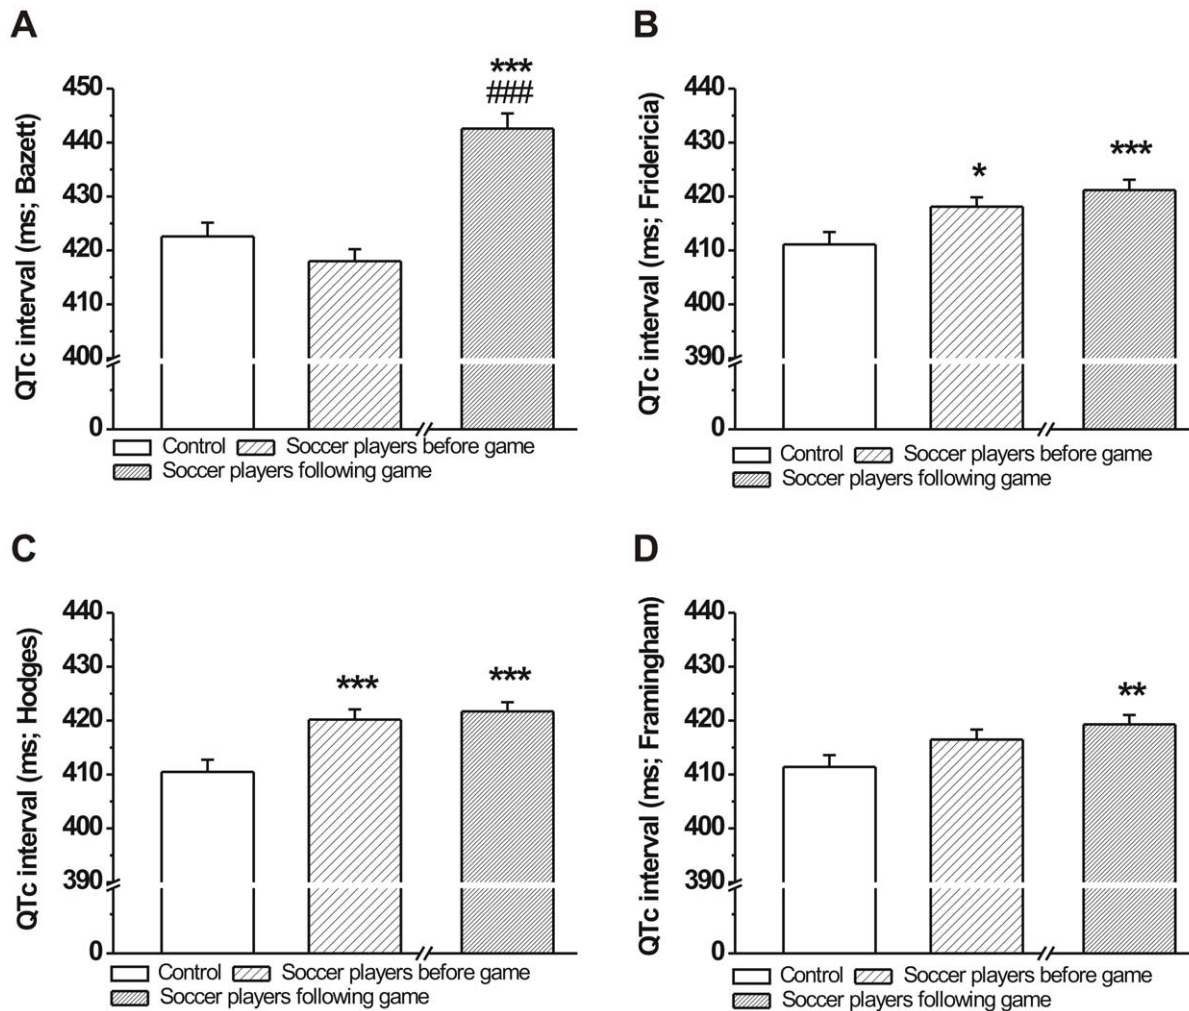 A
QTc interval (ms; Bazett)
450
440
430
420
410
400
0
***
###
Control
Soccer players before game
Soccer players following game
B
QTc interval (ms; Fridericia)
440
430
420
410
400
390
0
*
***
Control
Soccer players before game
Soccer players following game
C
QTc interval (ms; Hodges)
440
430
420
410
400
390
0
***
***
Control
Soccer players before game
Soccer players following game
D
QTc interval (ms; Framingham)
440
430
420
410
400
390
0
**
Control
Soccer players before game
Soccer players following game